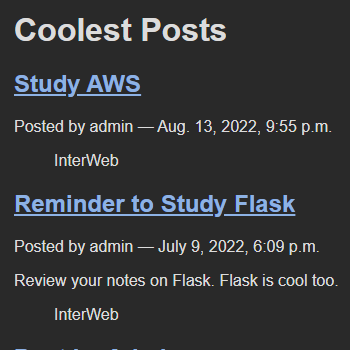 Coolest Posts
Study AWS
Posted by admin — Aug. 13, 2022, 9:55 p.m.
InterWeb
Reminder to Study Flask
Posted by admin — July 9, 2022, 6:09 p.m.
Review your notes on Flask. Flask is cool too.
InterWeb